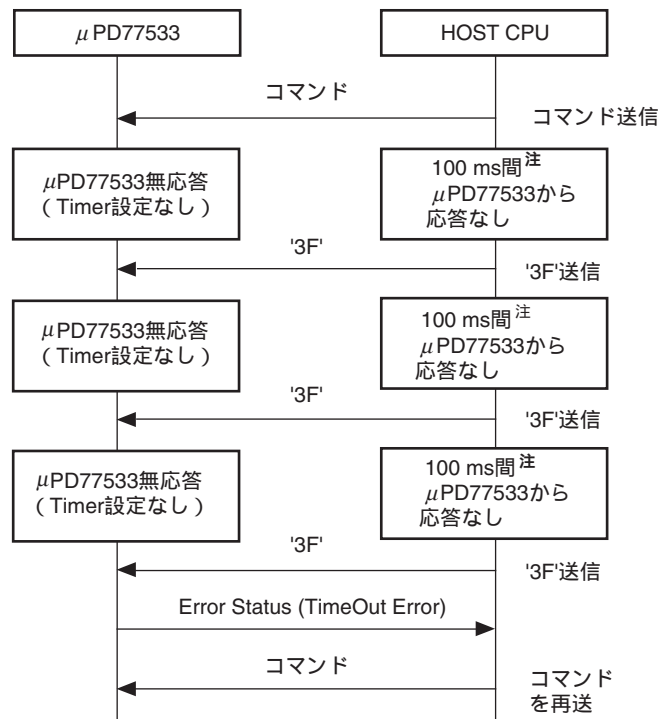 μPD77533
HOST CPU
コマンド
コマンド送信
μPD77533無応答
（Timer設定なし）
100 ms間注
μPD77533から
応答なし
'3F'
'3F'送信
μPD77533無応答
（Timer設定なし）
100 ms間注
μPD77533から
応答なし
'3F'
'3F'送信
μPD77533無応答
（Timer設定なし）
100 ms間注
μPD77533から
応答なし
'3F'
'3F'送信
Error Status (TimeOut Error)
コマンド
コマンド
を再送